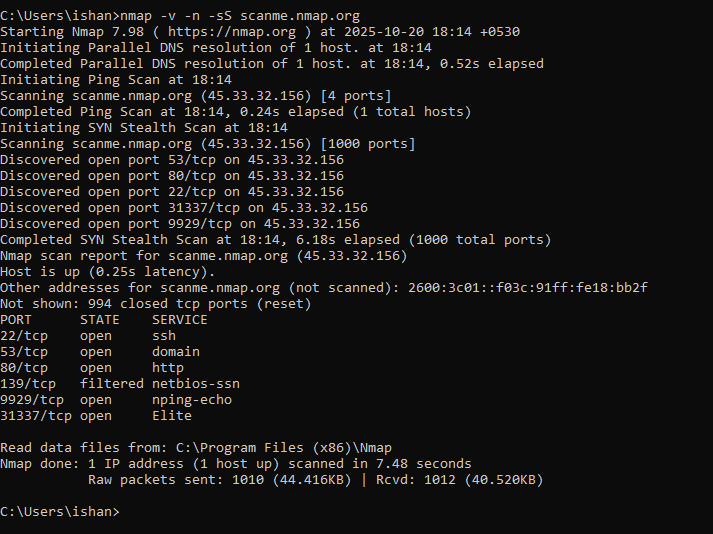 C:\Users\ishan>nmap -v -n -sS scanme.nmap.org
Starting Nmap 7.98 ( https://nmap.org ) at 2025-10-20 18:14 +0530
Initiating Parallel DNS resolution of 1 host. at 18:14
Completed Parallel DNS resolution of 1 host. at 18:14, 0.52s elapsed
Initiating Ping Scan at 18:14
Scanning scanme.nmap.org (45.33.32.156) [4 ports]
Completed Ping Scan at 18:14, 0.24s elapsed (1 total hosts)
Initiating SYN Stealth Scan at 18:14
Scanning scanme.nmap.org (45.33.32.156) [1000 ports]
Discovered open port 53/tcp on 45.33.32.156
Discovered open port 80/tcp on 45.33.32.156
Discovered open port 22/tcp on 45.33.32.156
Discovered open port 31337/tcp on 45.33.32.156
Discovered open port 9929/tcp on 45.33.32.156
Completed SYN Stealth Scan at 18:14, 6.18s elapsed (1000 total ports)
Nmap scan report for scanme.nmap.org (45.33.32.156)
Host is up (0.25s latency).
Other addresses for scanme.nmap.org (not scanned): 2600:3c01::f03c:91ff:fe18:bb2f
Not shown: 994 closed tcp ports (reset)
PORT      STATE    SERVICE
22/tcp    open     ssh
53/tcp    open     domain
80/tcp    open     http
139/tcp   filtered netbios-ssn
9929/tcp  open     nping-echo
31337/tcp open     Elite
Read data files from: C:\Program Files (x86)\Nmap
Nmap done: 1 IP address (1 host up) scanned in 7.48 seconds
           Raw packets sent: 1010 (44.416KB) | Rcvd: 1012 (40.520KB)
C:\Users\ishan>